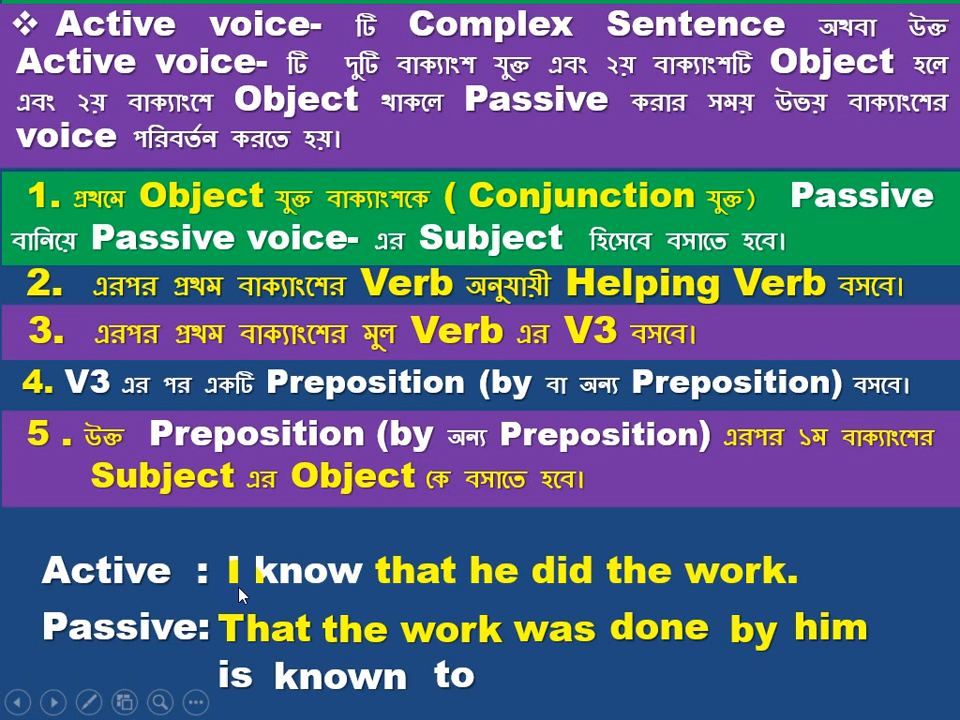 ❖ Active voice- টি Complex Sentence অথবা উক্ত
Active voice- টি দুটি বাক্যাংশ যুক্ত এবং ২য় বাক্যাংশটি Object হলে
এবং ২য় বাক্যাংশে Object থাকলে Passive করার সময় উভয় বাক্যাংশের
voice পরিবর্তন করতে হয়।
1. প্রথমে Object যুক্ত বাক্যাংশকে ( Conjunction যুক্ত) Passive
বানিয়ে Passive voice- এর Subject হিসেবে বসাতে হবে।
2. এরপর প্রথম বাক্যাংশের Verb অনুযায়ী Helping Verb বসবে।
3. এরপর প্রথম বাক্যাংশের মুল Verb এর V3 বসবে।
4. V3 এর পর একটি Preposition (by বা অন্য Preposition) বসবে।
5 . উক্ত Preposition (by অন্য Preposition) এরপর ১ম বাক্যাংশের
Subject এর Object কে বসাতে হবে।
Active : I know that he did the work.
Passive: That the work was done by him
is known to